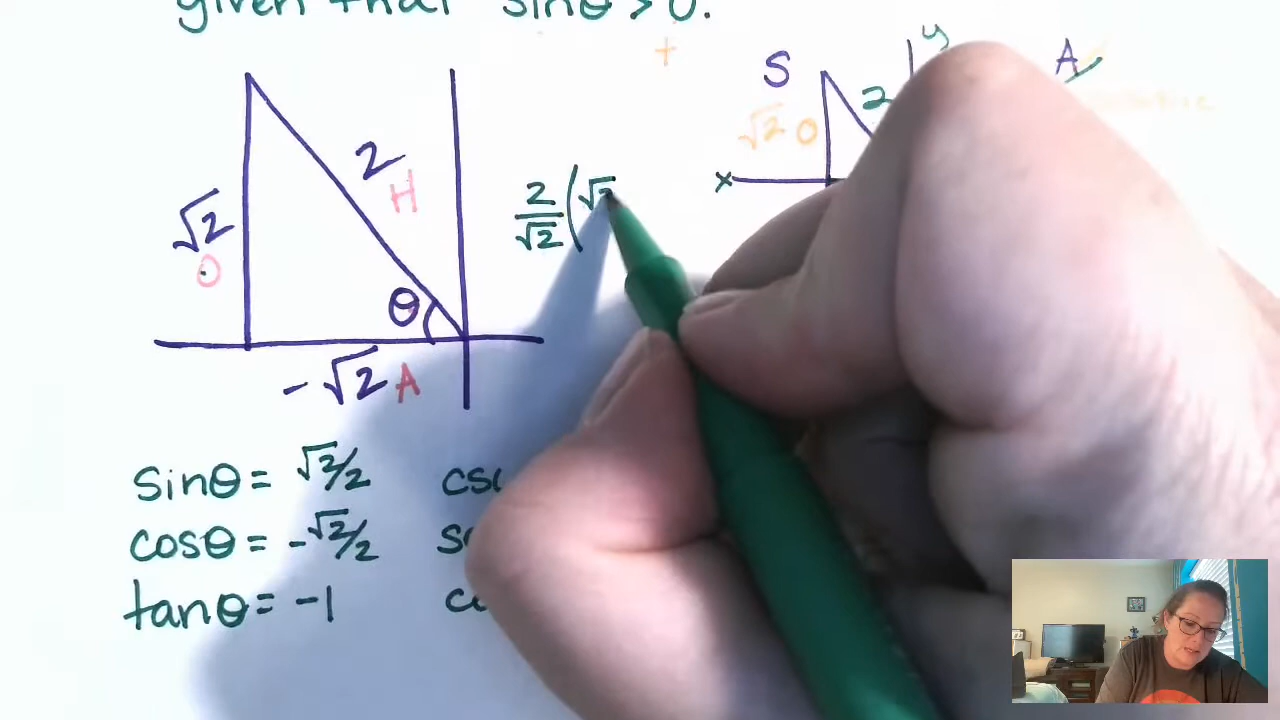 given that sinθ > 0.
+
y
S
A
2
√2 O
x
2
H
√2
O
θ
-√2 A
2/√2 (√2
sinθ = √2/2
cosθ = -√2/2
tanθ = -1